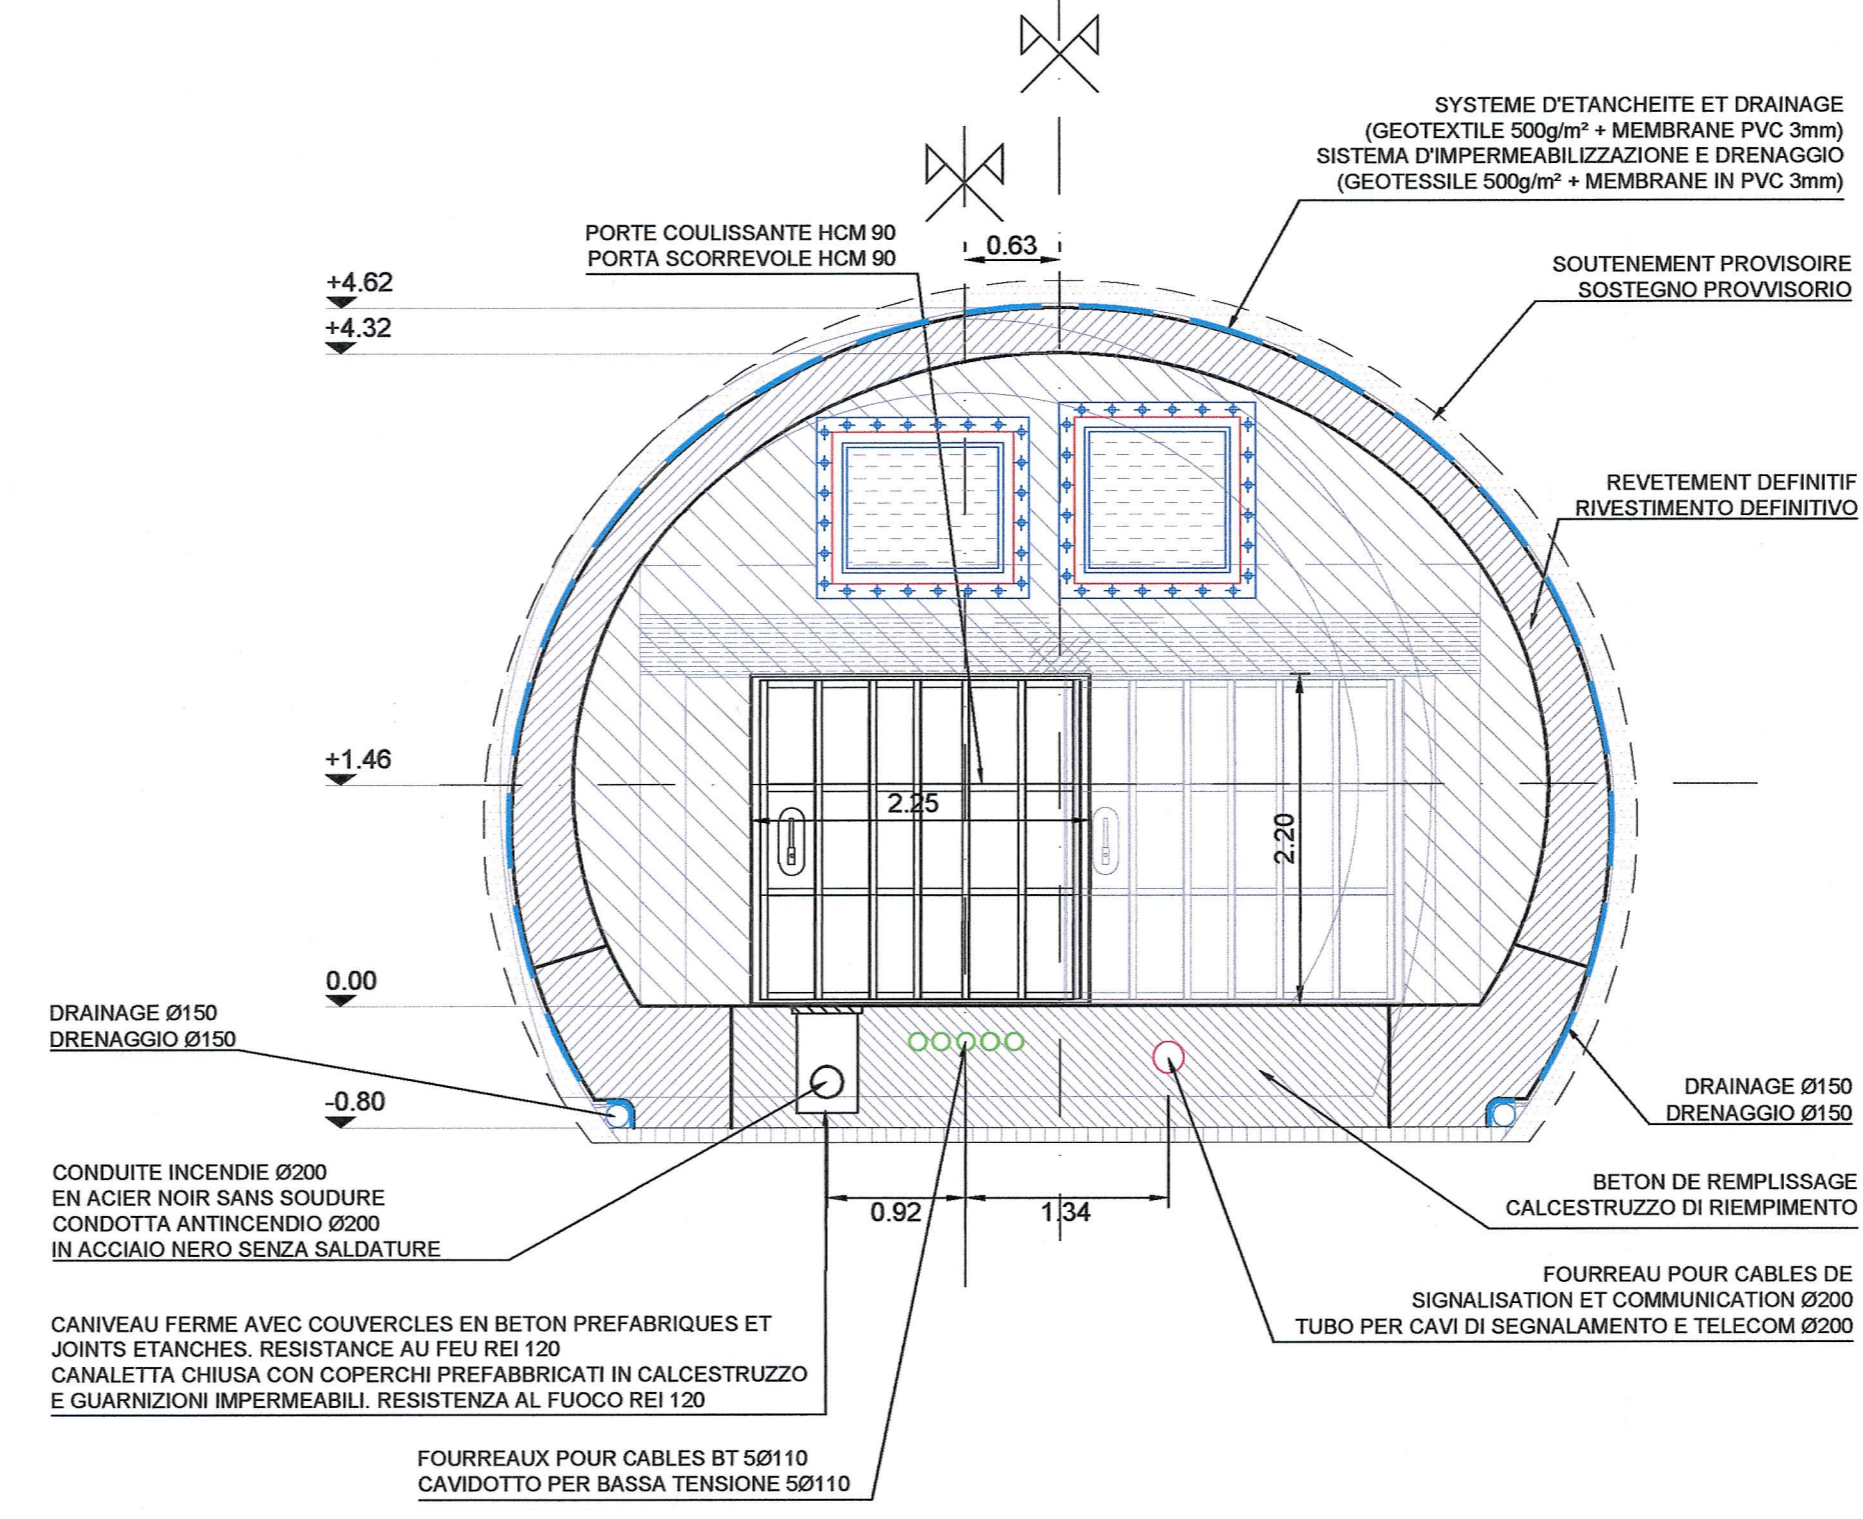 SYSTEME D'ETANCHEITE ET DRAINAGE
(GEOTEXTILE 500g/m² + MEMBRANE PVC 3mm)
SISTEMA D'IMPERMEABILIZZAZIONE E DRENAGGIO
(GEOTESSILE 500g/m² + MEMBRANE IN PVC 3mm)
PORTE COULISSANTE HCM 90
PORTA SCORREVOLE HCM 90
0.63
SOUTENEMENT PROVISOIRE
SOSTEGNO PROVVISORIO
+4.62
+4.32
REVETEMENT DEFINITIF
RIVESTIMENTO DEFINITIVO
+1.46
2.25
2.20
0.00
DRAINAGE Ø150
DRENAGGIO Ø150
-0.80
DRAINAGE Ø150
DRENAGGIO Ø150
CONDUITE INCENDIE Ø200
EN ACIER NOIR SANS SOUDURE
CONDOTTA ANTINCENDIO Ø200
IN ACCIAIO NERO SENZA SALDATURE
0.92
1.34
BETON DE REMPLISSAGE
CALCESTRUZZO DI RIEMPIMENTO
FOURREAU POUR CABLES DE
SIGNALISATION ET COMMUNICATION Ø200
TUBO PER CAVI DI SEGNALAMENTO E TELECOM Ø200
CANIVEAU FERME AVEC COUVERCLES EN BETON PREFABRIQUES ET
JOINTS ETANCHES. RESISTANCE AU FEU REI 120
CANALETTA CHIUSA CON COPERCHI PREFABBRICATI IN CALCESTRUZZO
E GUARNIZIONI IMPERMEABILI. RESISTENZA AL FUOCO REI 120
FOURREAUX POUR CABLES BT 5Ø110
CAVIDOTTO PER BASSA TENSIONE 5Ø110